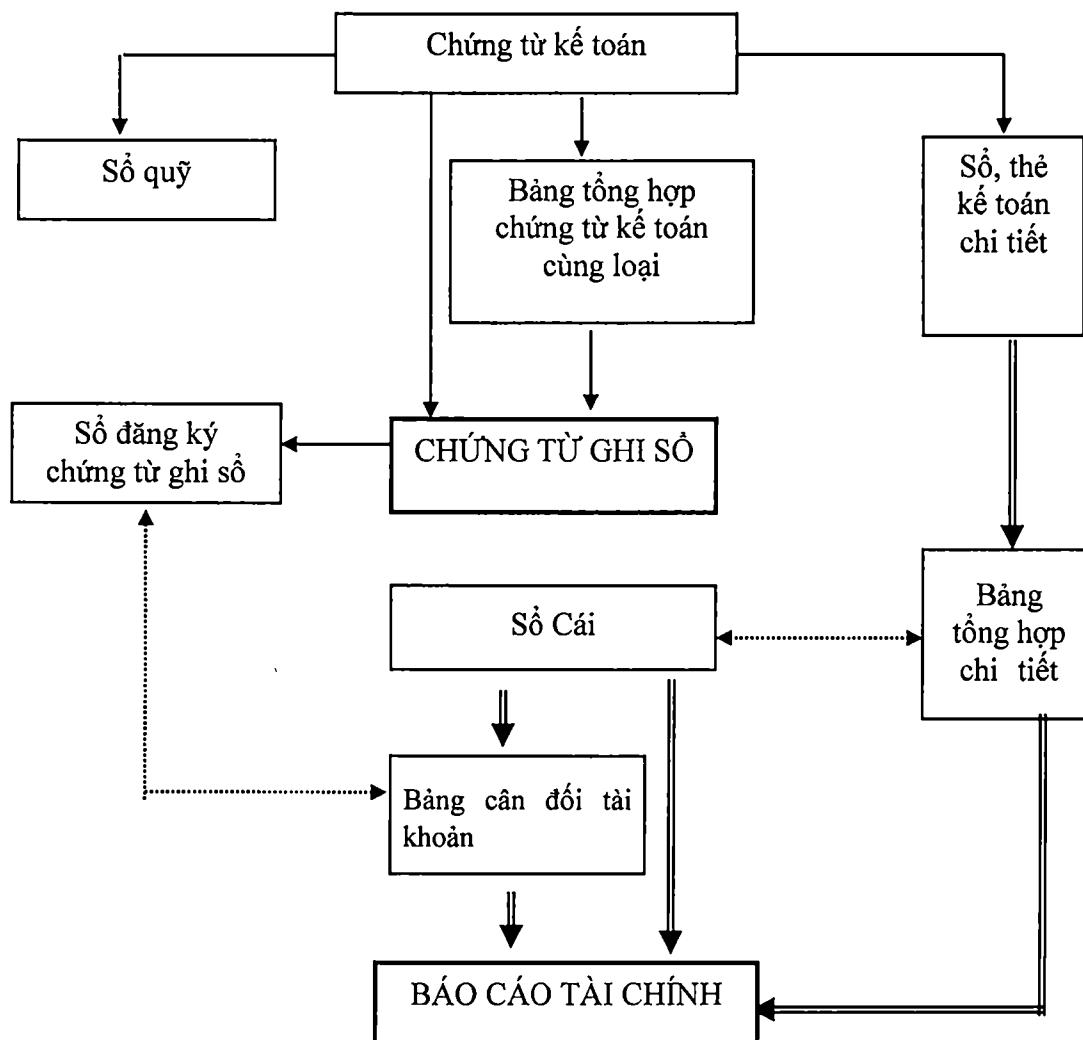 Chứng từ kế toán
Sổ quỹ
Bảng tổng hợp
chứng từ kế toán
cùng loại
Sổ, thẻ
kế toán
chi tiết
Sổ đăng ký
chứng từ ghi sổ
CHỨNG TỪ GHI SỔ
Sổ Cái
Bảng
tổng hợp
chi tiết
Bảng cân đối tài
khoản
BÁO CÁO TÀI CHÍNH